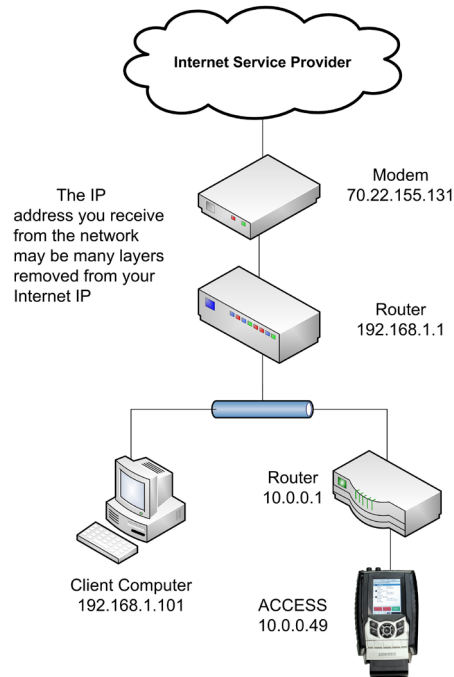 Internet Service Provider
Modem
70.22.155.131
The IP
address you receive
from the network
may be many layers
removed from your
Internet IP
Router
192.168.1.1
Router
10.0.0.1
Client Computer
192.168.1.101
ACCESS
10.0.0.49